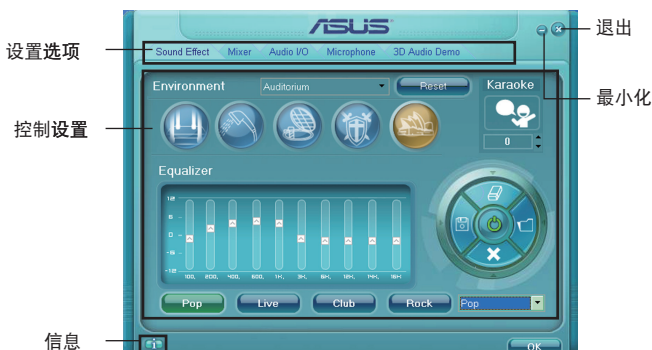 ASUS
设置选项
Sound Effect Mixer Audio I/O Microphone 3D Audio Demo
退出
最小化
Environment Auditorium Reset Karaoke
控制设置
0
Equalizer
12
6
0
-6
-12
100, 200, 400, 600, 1K, 3K, 6K, 12K, 14K, 16K
Pop Live Club Rock Pop
信息
OK